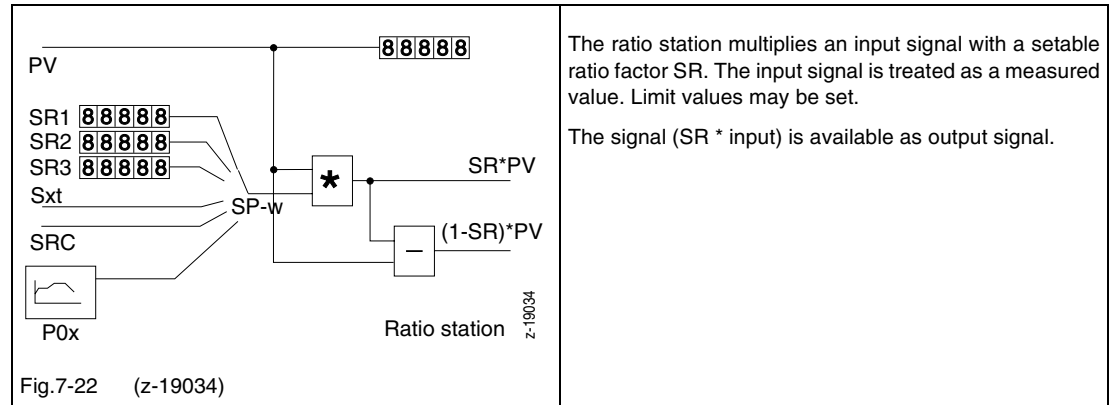 PV
88888
SR1 88888
SR2 88888
SR3 88888
Sxt
SRC
SP-w
*
SR*PV
–
(1-SR)*PV
P0x
Ratio station
z-19034
Fig.7-22 (z-19034)
The ratio station multiplies an input signal with a setable
ratio factor SR. The input signal is treated as a measured
value. Limit values may be set.
The signal (SR * input) is available as output signal.